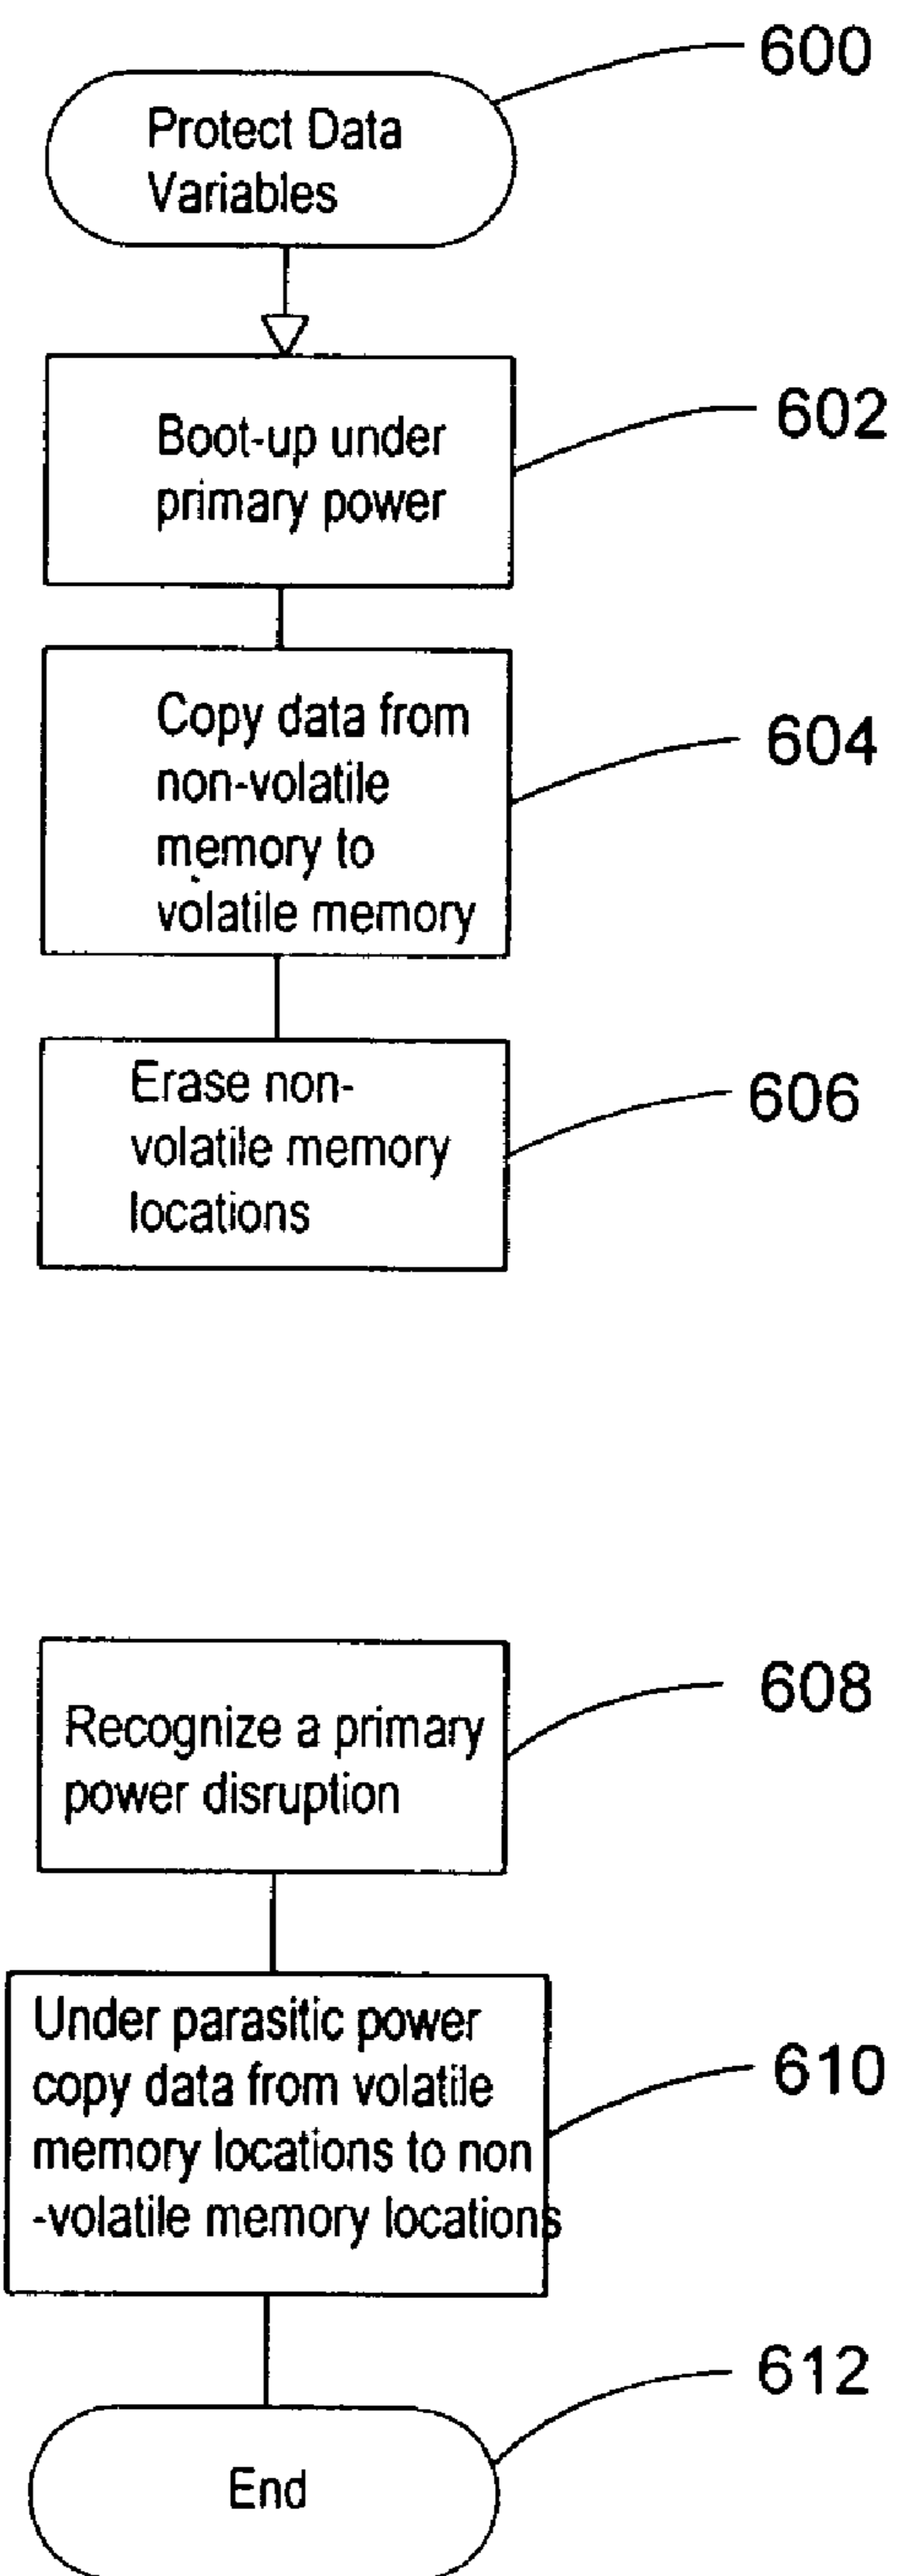 600
Protect Data
Variables
602
Boot-up under
primary power
604
Copy data from
non-volatile
memory to
volatile memory
606
Erase non-
volatile memory
locations
608
Recognize a primary
power disruption
610
Under parasitic power
copy data from volatile
memory locations to non
-volatile memory locations
612
End